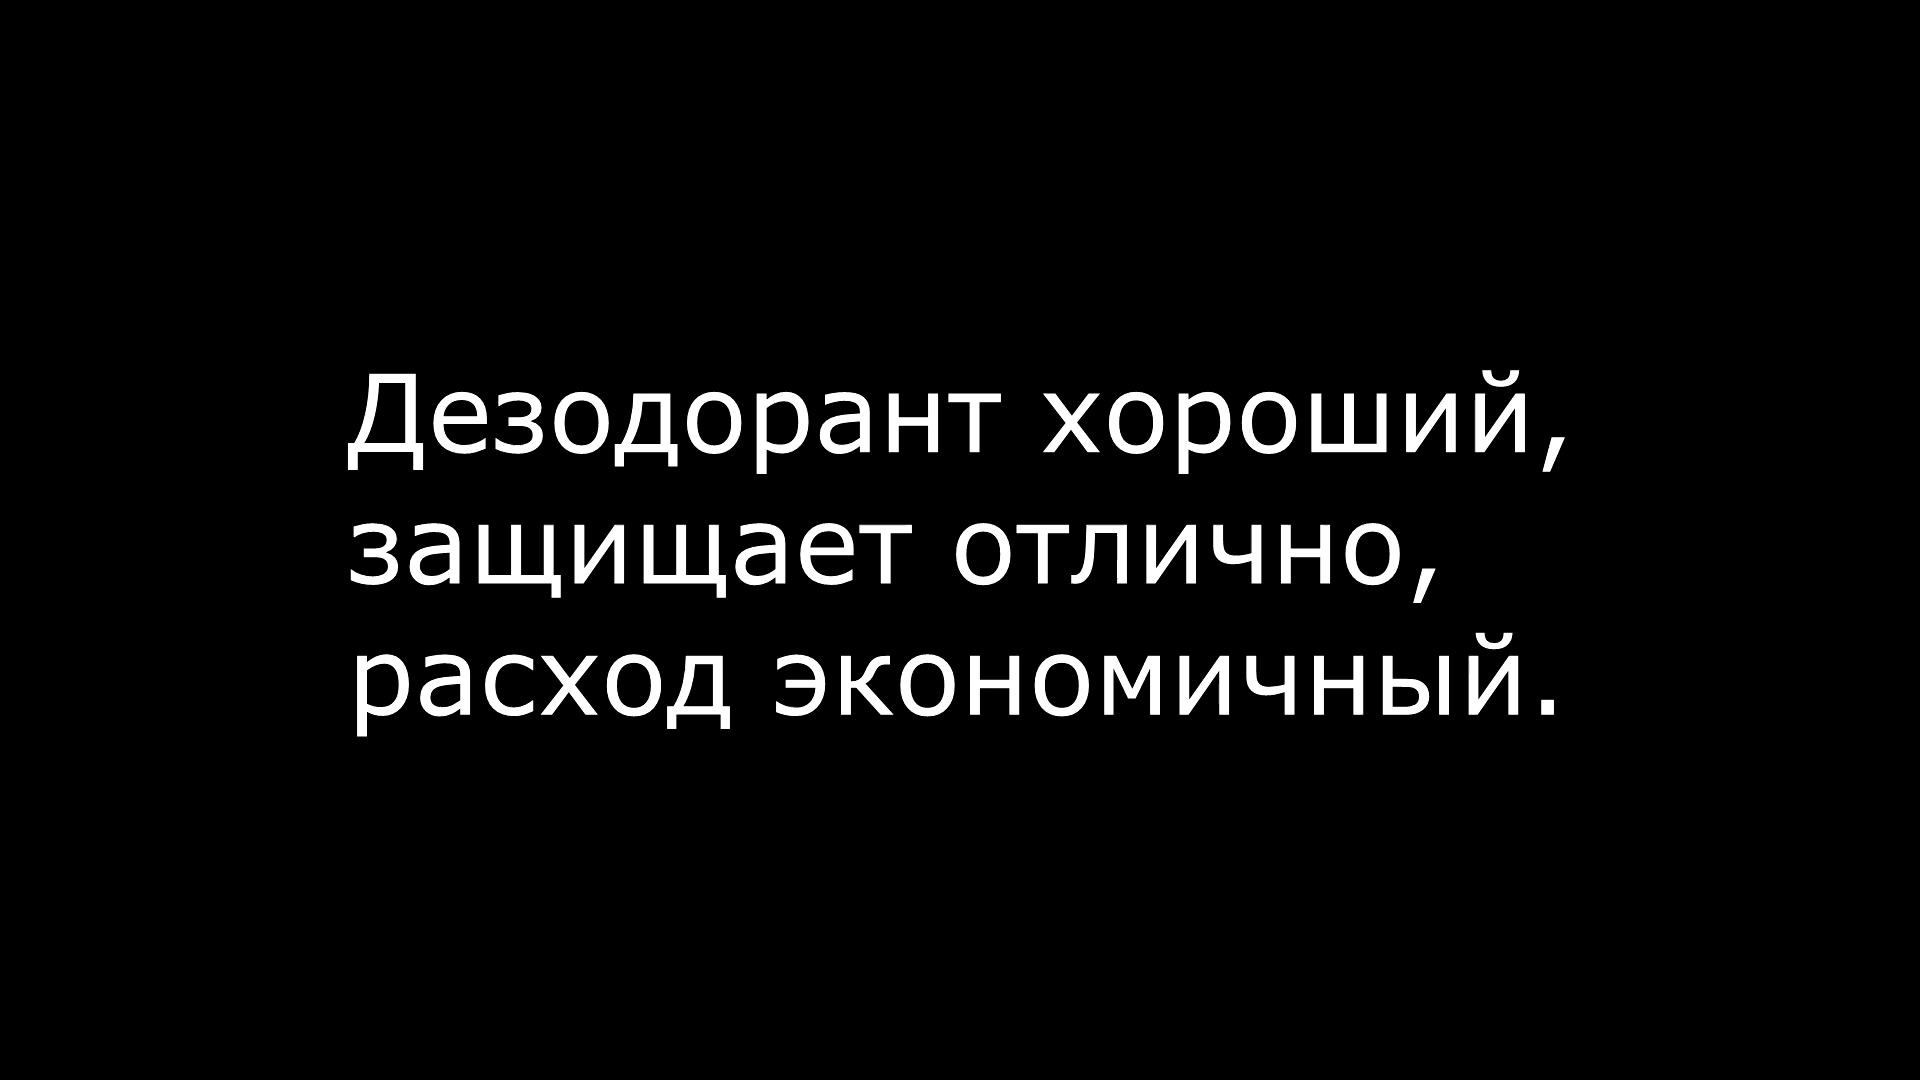 Дезодорант хороший,
защищает отлично,
расход экономичный.